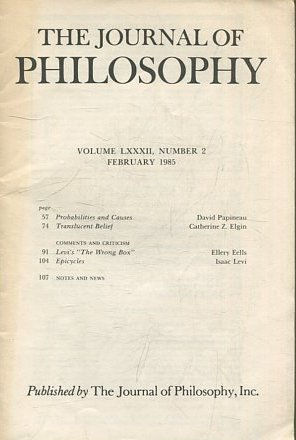 THE JOURNAL OF
PHILOSOPHY
VOLUME LXXXII, NUMBER 2
FEBRUARY 1985
page
57 Probabilities and Causes David Papineau
74 Translucent Belief Catherine Z. Elgin
COMMENTS AND CRITICISM
91 Levi's "The Wrong Box" Ellery Eells
104 Epicycles Isaac Levi
107 NOTES AND NEWS
Published by The Journal of Philosophy, Inc.